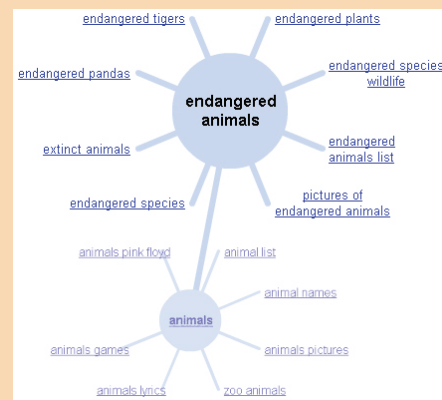 endangered tigers
endangered plants
endangered pandas
endangered species
wildlife
endangered
animals
extinct animals
endangered
animals list
endangered species
pictures of
endangered animals
animals pink floyd
animal list
animal names
animals
animals games
animals pictures
animals lyrics
zoo animals